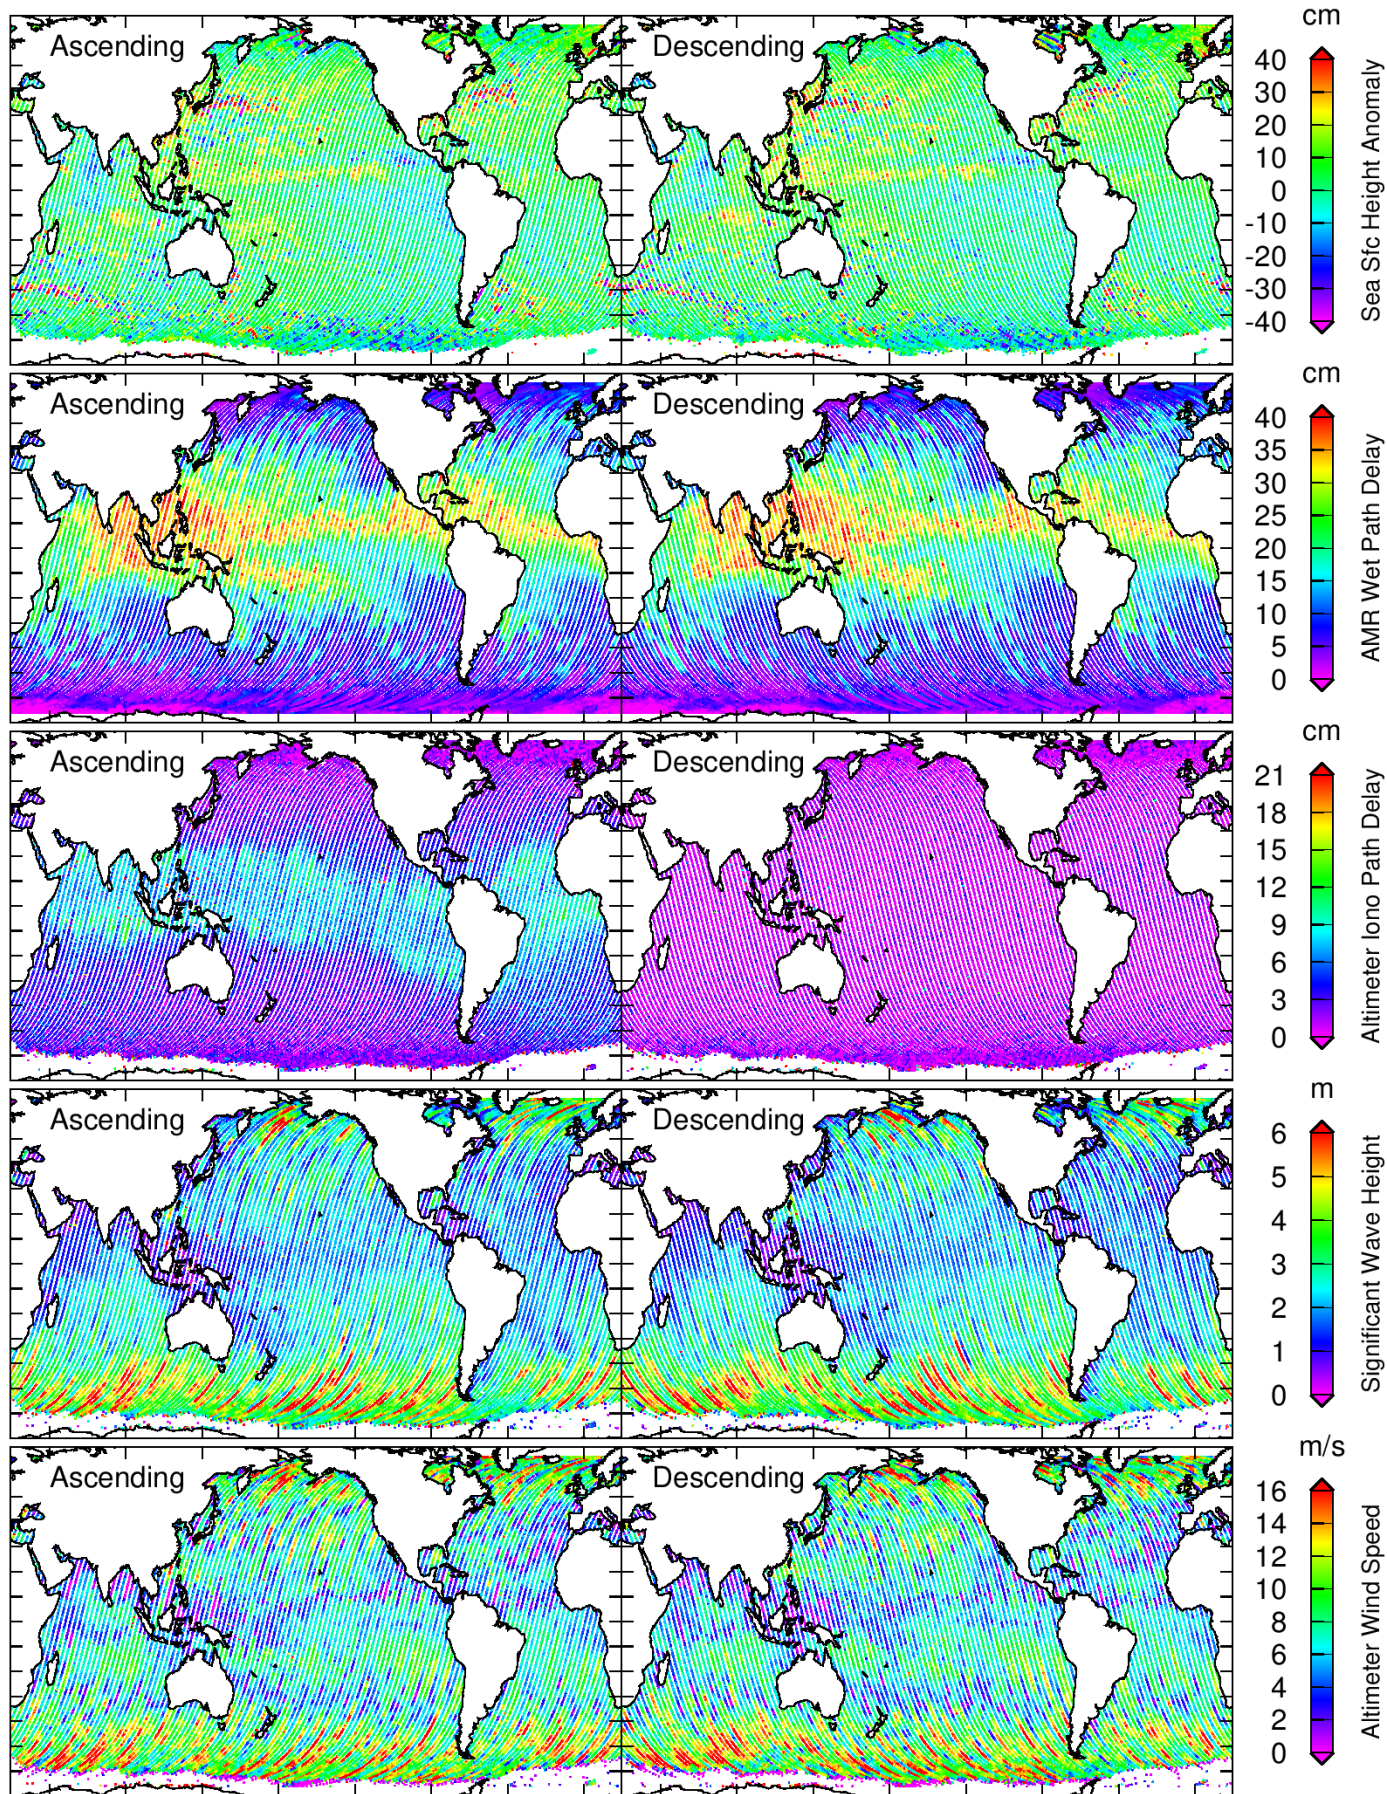 cm
Ascending
Descending
40
30
20
10
0
-10
-20
-30
-40
Sea Sfc Height Anomaly
cm
Ascending
Descending
40
35
30
25
20
15
10
5
0
AMR Wet Path Delay
cm
Ascending
Descending
21
18
15
12
9
6
3
0
Altimeter Iono Path Delay
m
Ascending
Descending
6
5
4
3
2
1
0
Significant Wave Height
m/s
Ascending
Descending
16
14
12
10
8
6
4
2
0
Altimeter Wind Speed